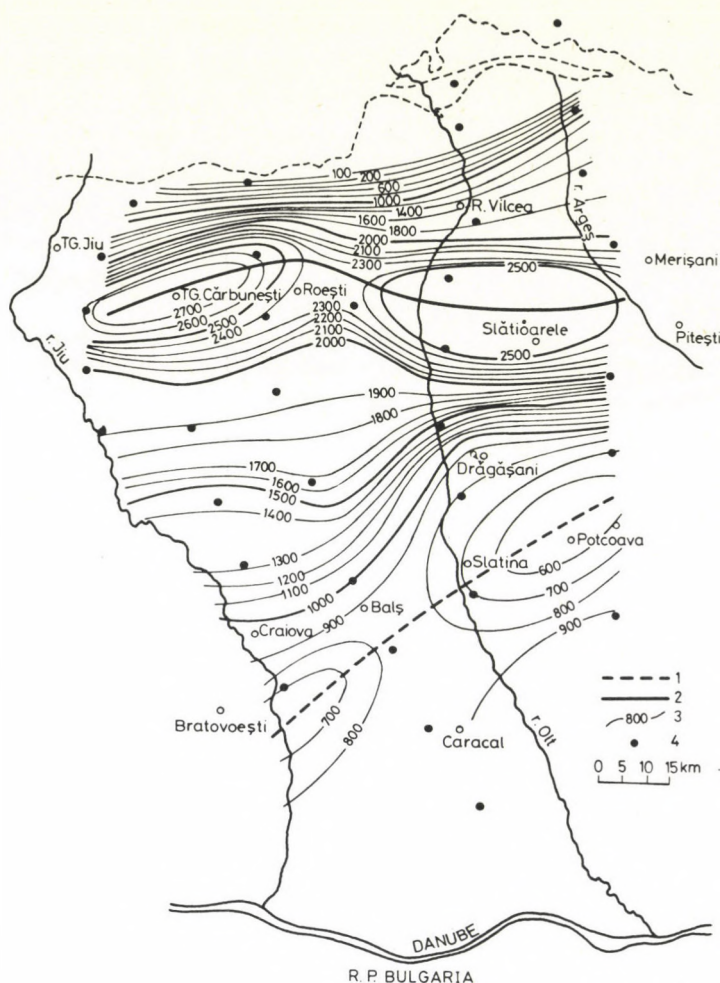 100
200
600
1000
1400
1600
1800
2000
2100
2300
R. Vîlcea
r. Argeș
TG. Jiu
Merișani
2500
TG. Cărbunești
Roești
2700
2600
2500
2400
2300
2200
2100
2000
Slătioarele
2500
Pitești
r. Jiu
1900
1800
1700
1600
1500
1400
Drăgășani
Potcoava
Slatina
600
700
800
900
1300
1200
1100
1000
900
Balș
Craiova
700
800
Bratovoești
Caracal
r. Olt
1
2
800 3
4
0 5 10 15 km
DANUBE
R. P. BULGARIA